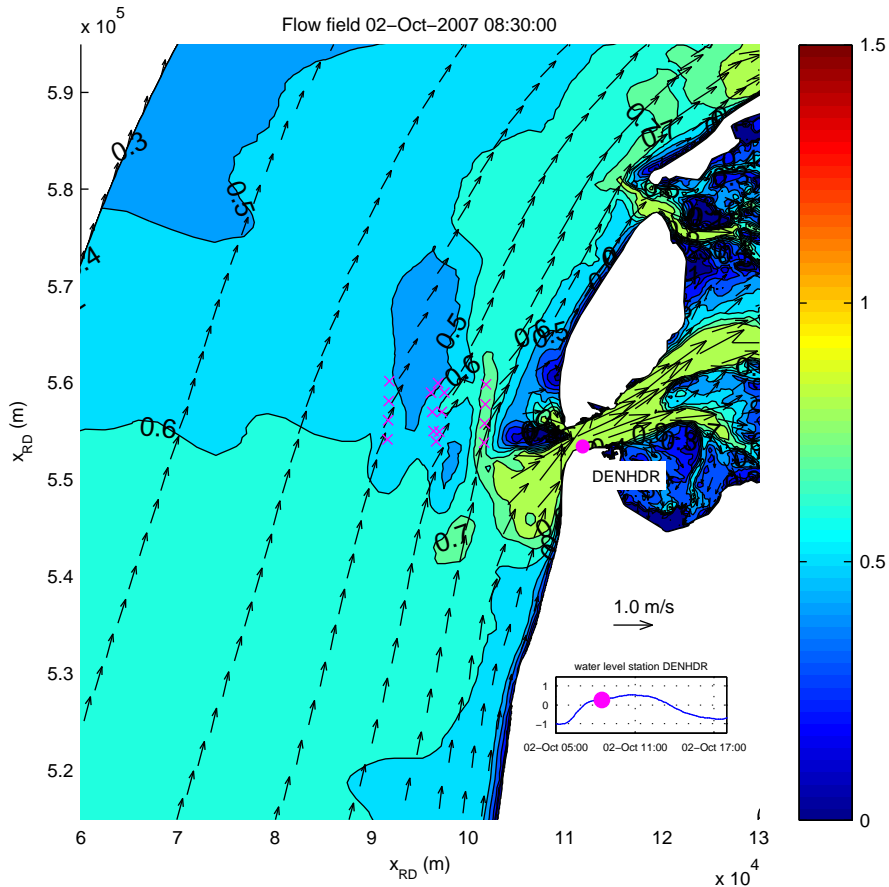 Flow field 02−Oct−2007 08:30:00
x 10⁵
5.9
5.8
5.7
5.6
5.5
5.4
5.3
5.2
x_RD (m)
6 7 8 9 10 11 12 13
x_RD (m)
x 10⁴
1.5
1
0.5
0
0.3
0.5
0.5
0.6
0.6
0.6
0.5
0.7
DENHDR
1.0 m/s
water level station DENHDR
1
0
−1
02−Oct 05:00 02−Oct 11:00 02−Oct 17:00